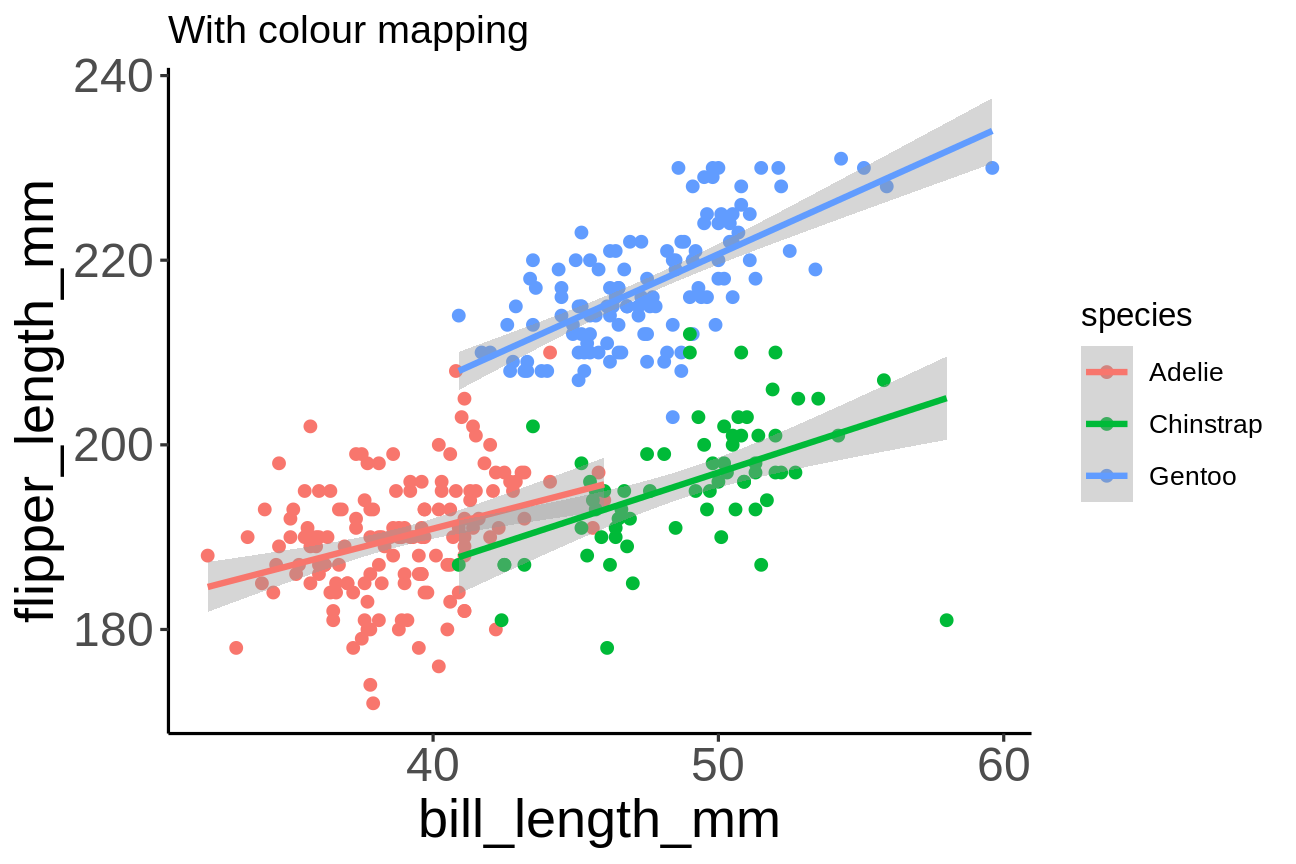 With colour mapping
240
220
200
180
flipper_length_mm
40 50 60
bill_length_mm
species
Adelie
Chinstrap
Gentoo